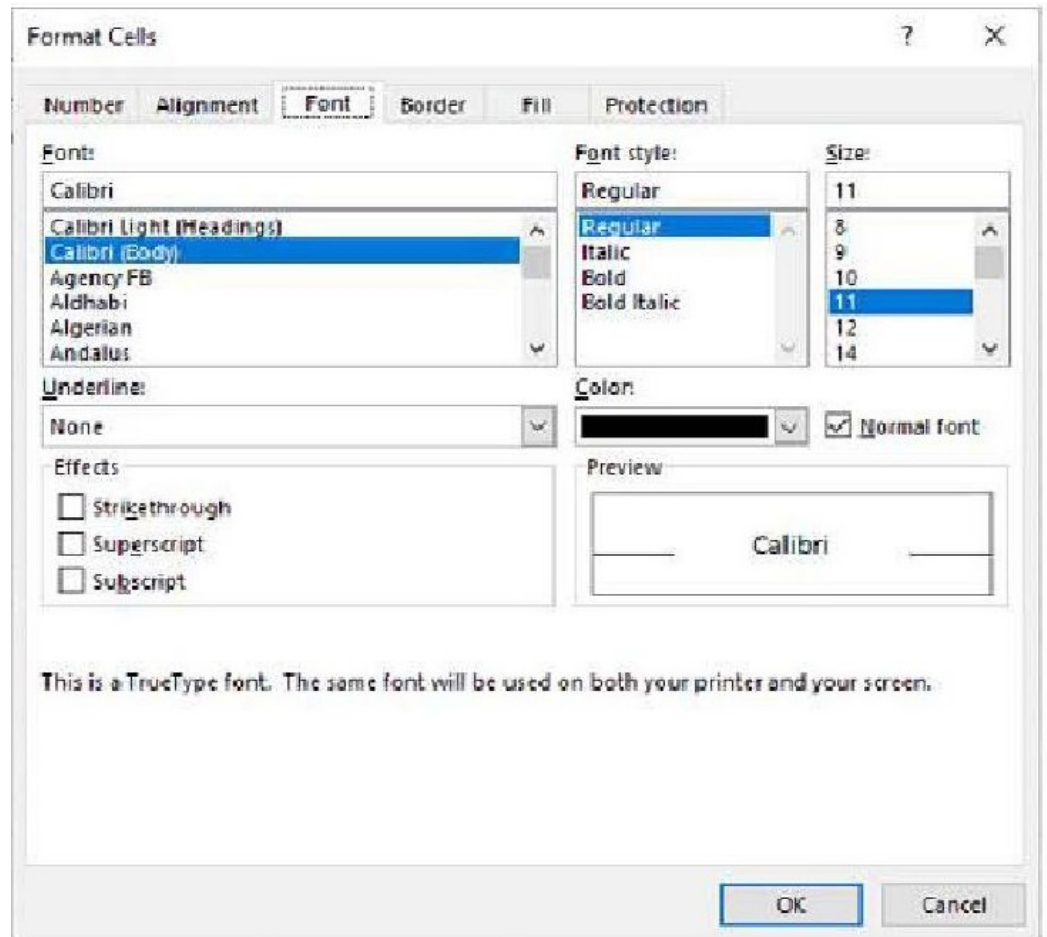 Format Cells ? X
Number Alignment Font Border Fill Protection
Font: Font style: Size:
Calibri Regular 11
Calibri Light (Headings) Regular 8
Calibri (Body) Italic 9
Agency FB Bold 10
Aldhabi Bold Italic 11
Algerian 12
Andalus 14
Underline: Color:
None Normal font
Effects Preview
Strikethrough
Superscript Calibri
Subscript
This is a TrueType font. The same font will be used on both your printer and your screen.
OK Cancel